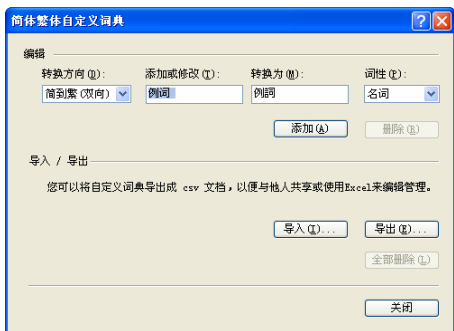 简体繁体自定义词典
编辑
转换方向(D): 添加或修改(T): 转换为(M): 词性(P):
简到繁(双向) 例词 例詞 名词
添加(A) 删除(R)
导入 / 导出
您可以将自定义词典导出成 csv 文档，以便与他人共享或使用Excel来编辑管理。
导入(I)... 导出(E)...
全部删除(L)
关闭